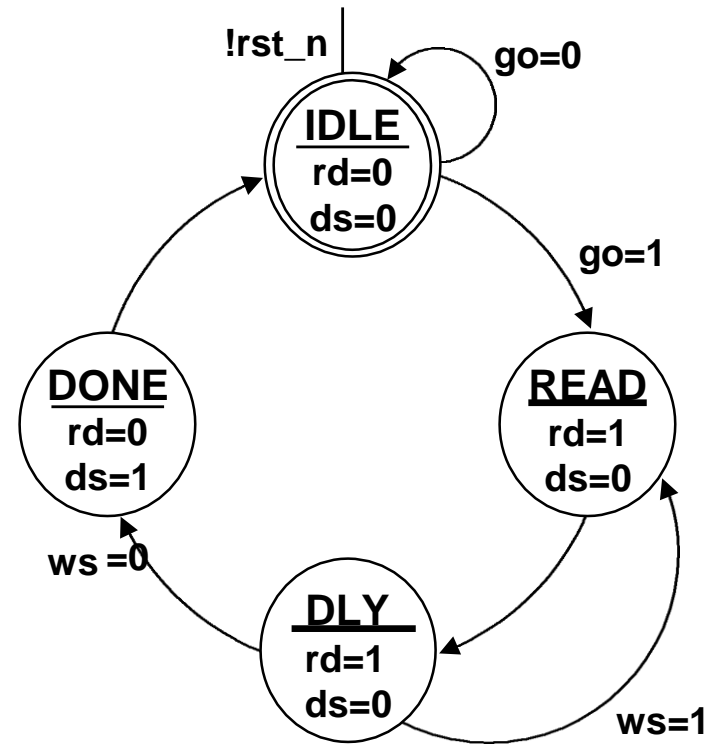 !rst_n
go=0
IDLE
rd=0
ds=0
go=1
DONE
rd=0
ds=1
READ
rd=1
ds=0
ws =0
DLY
rd=1
ds=0
ws=1